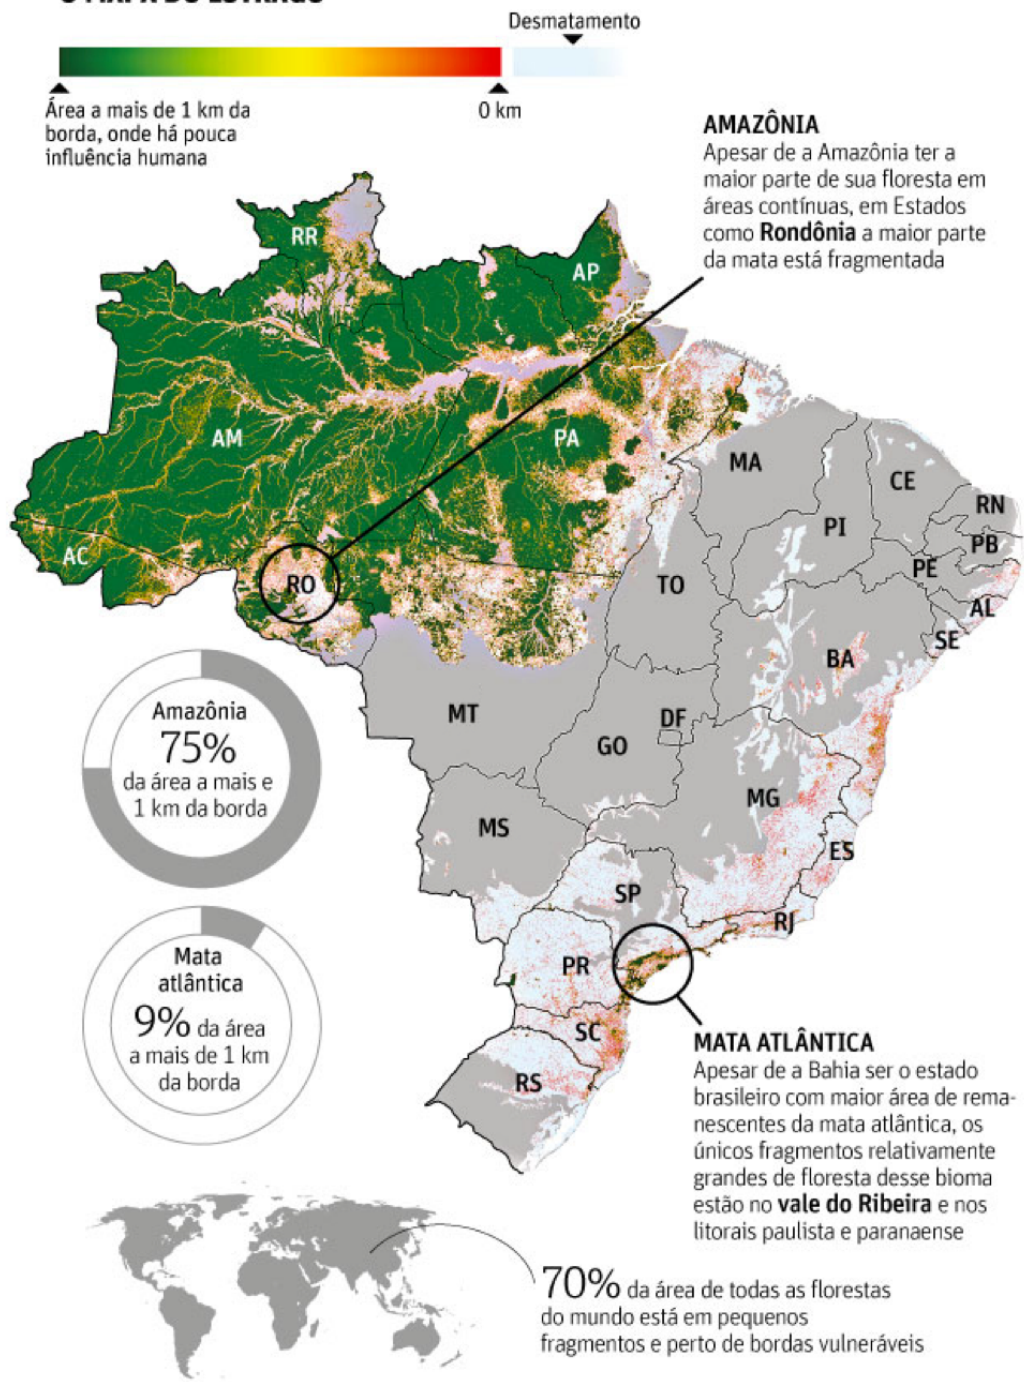 O MAPA DO ESTRAGO
Desmatamento
Área a mais de 1 km da
borda, onde há pouca
influência humana
0 km
AMAZÔNIA
Apesar de a Amazônia ter a
maior parte de sua floresta em
áreas contínuas, em Estados
como Rondônia a maior parte
da mata está fragmentada
RR
AP
AM
PA
MA
CE
RN
PI
PB
PE
AC
RO
TO
AL
SE
BA
MT
DF
GO
MG
MS
ES
SP
RJ
PR
SC
RS
Amazônia
75%
da área a mais e
1 km da borda
Mata
atlântica
9% da área
a mais de 1 km
da borda
MATA ATLÂNTICA
Apesar de a Bahia ser o estado
brasileiro com maior área de rema-
nescentes da mata atlântica, os
únicos fragmentos relativamente
grandes de floresta desse bioma
estão no vale do Ribeira e nos
litorais paulista e paranaense
70% da área de todas as florestas
do mundo está em pequenos
fragmentos e perto de bordas vulneráveis